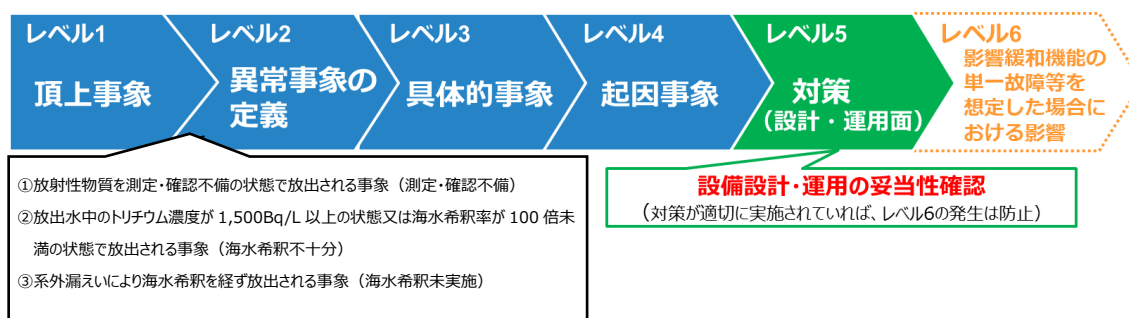 レベル1
頂上事象
レベル2
異常事象の
定義
レベル3
具体的事象
レベル4
起因事象
レベル5
対策
（設計・運用面）
レベル6
影響緩和機能の
単一故障等を
想定した場合に
おける影響
①放射性物質を測定・確認不備の状態で放出される事象（測定・確認不備）
②放出水中のトリチウム濃度が 1,500Bq/L 以上の状態又は海水希釈率が 100 倍未
満の状態で放出される事象（海水希釈不十分）
③系外漏えいにより海水希釈を経ず放出される事象（海水希釈未実施）
設備設計・運用の妥当性確認
（対策が適切に実施されていれば、レベル6の発生は防止）